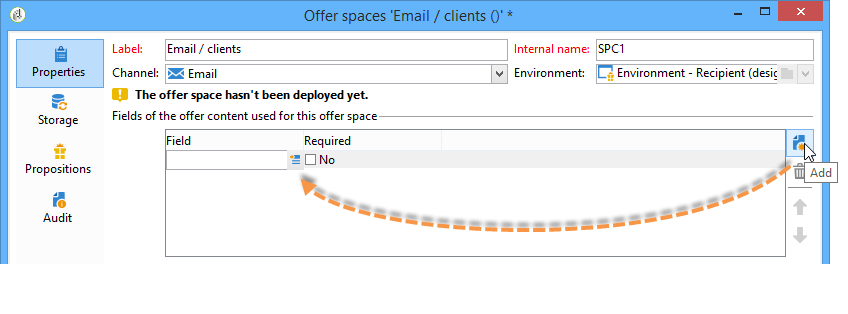 Offer spaces 'Email / clients ()' *
Properties
Storage
Propositions
Audit
Label: Email / clients Internal name: SPC1
Channel: Email Environment: Environment - Recipient (desig
The offer space hasn't been deployed yet.
Fields of the offer content used for this offer space
Field Required
No
Add